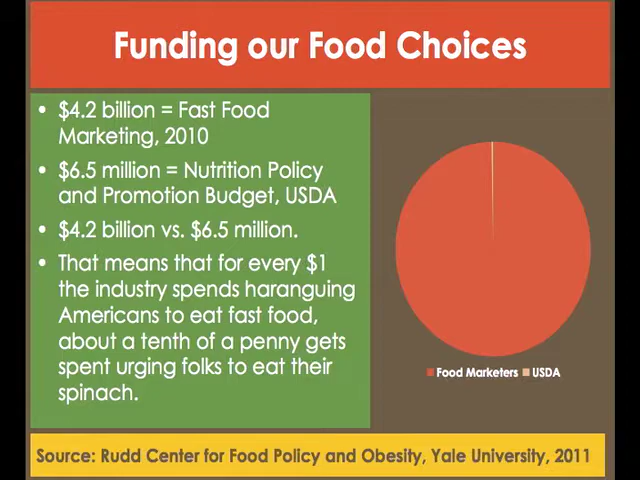 Funding our Food Choices
• $4.2 billion = Fast Food
Marketing, 2010
• $6.5 million = Nutrition Policy
and Promotion Budget, USDA
• $4.2 billion vs. $6.5 million.
• That means that for every $1
the industry spends haranguing
Americans to eat fast food,
about a tenth of a penny gets
spent urging folks to eat their
spinach.
Food Marketers USDA
Source: Rudd Center for Food Policy and Obesity, Yale University, 2011